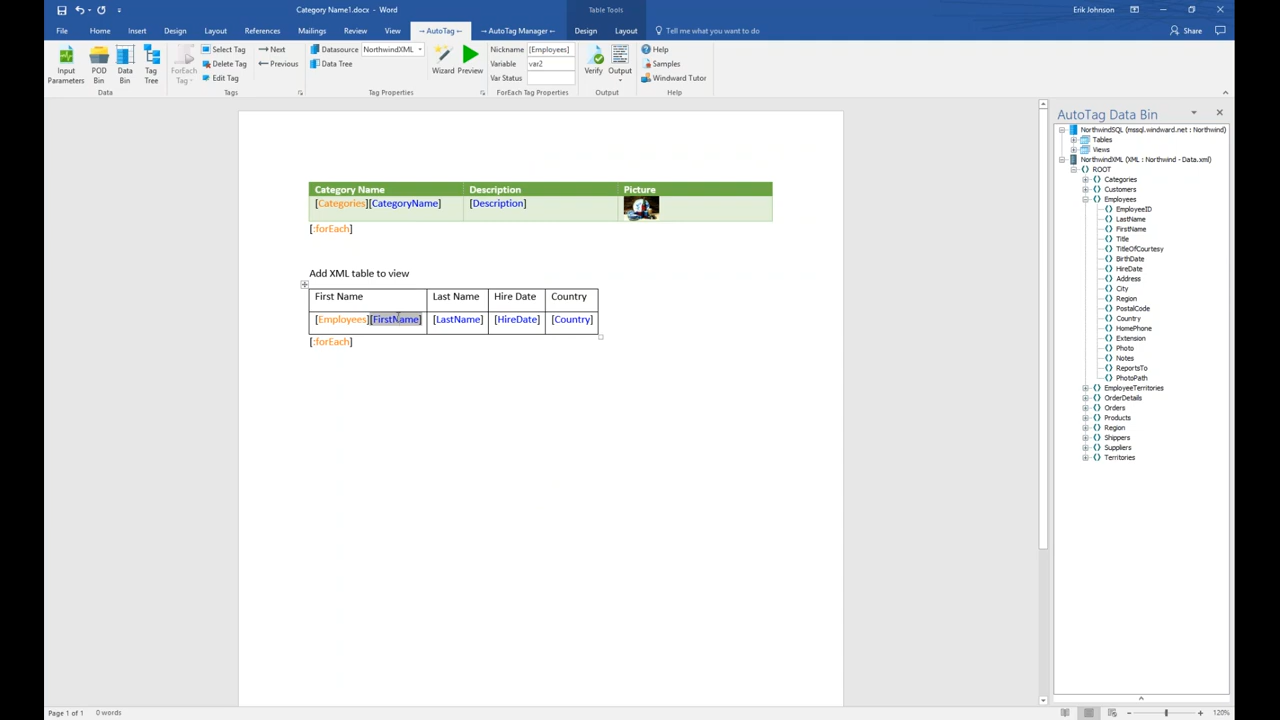 Category Name1.docx - Word
Table Tools
Erik Johnson
File Home Insert Design Layout References Mailings Review View → AutoTag ← → AutoTag Manager ← Design Layout Tell me what you want to do Share
Input Parameters
POD Bin
Data Bin
Tag Tree
Data
ForEach Tag
Select Tag
Delete Tag
Edit Tag
Next
Previous
Tags
Datasource NorthwindXML
Data Tree
Wizard
Preview
Tag Properties
Nickname [Employees]
Variable var2
Var Status
ForEach Tag Properties
Verify
Output
Output
Help
Samples
Windward Tutor
Help
Category Name Description Picture
[Categories][CategoryName] [Description]
[:forEach]
Add XML table to view
First Name Last Name Hire Date Country
[Employees][FirstName] [LastName] [HireDate] [Country]
[:forEach]
AutoTag Data Bin
NorthwindSQL (mssql.windward.net : Northwind)
Tables
Views
NorthwindXML (XML : Northwind - Data.xml)
ROOT
Categories
Customers
Employees
EmployeeID
LastName
FirstName
Title
TitleOfCourtesy
BirthDate
HireDate
Address
City
Region
PostalCode
Country
HomePhone
Extension
Photo
Notes
ReportsTo
PhotoPath
EmployeeTerritories
OrderDetails
Orders
Products
Region
Shippers
Suppliers
Territories
Page 1 of 1 0 words
120%